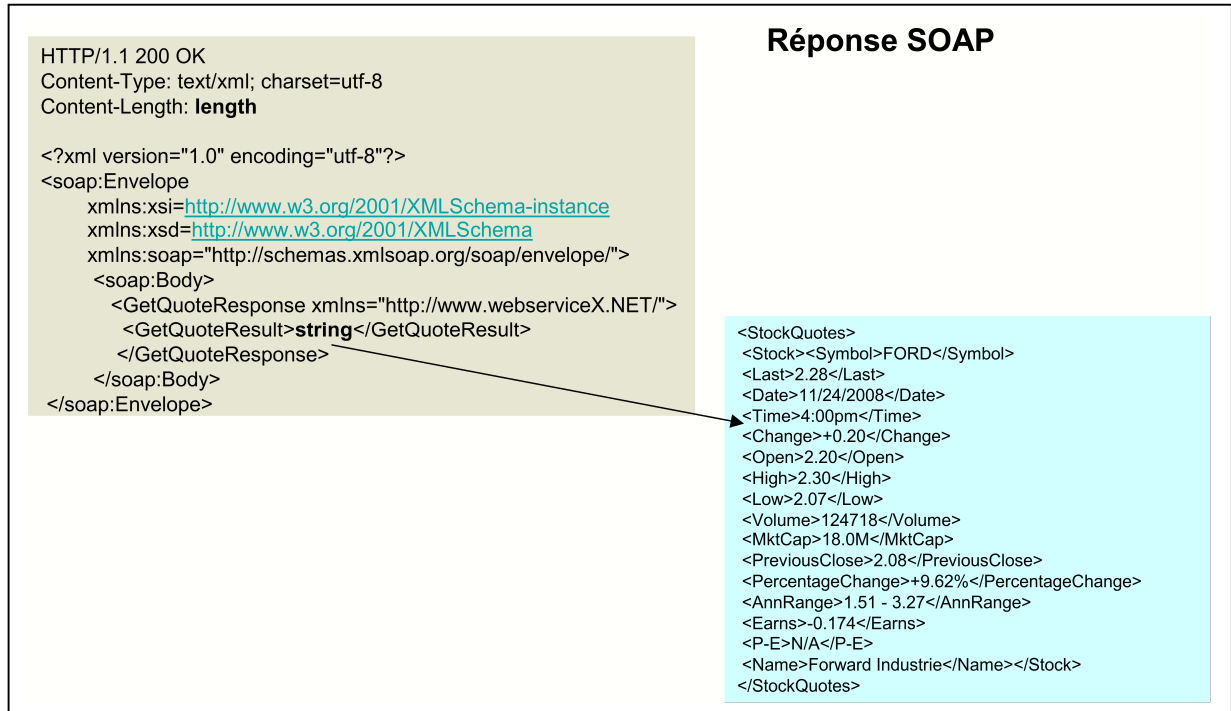 Réponse SOAP
HTTP/1.1 200 OK
Content-Type: text/xml; charset=utf-8
Content-Length: length
<?xml version="1.0" encoding="utf-8"?>
<soap:Envelope
xmlns:xsi=http://www.w3.org/2001/XMLSchema-instance
xmlns:xsd=http://www.w3.org/2001/XMLSchema
xmlns:soap="http://schemas.xmlsoap.org/soap/envelope/">
<soap:Body>
<GetQuoteResponse xmlns="http://www.webserviceX.NET/">
<GetQuoteResult>string</GetQuoteResult>
</GetQuoteResponse>
</soap:Body>
</soap:Envelope>
<StockQuotes>
<Stock><Symbol>FORD</Symbol>
<Last>2.28</Last>
<Date>11/24/2008</Date>
<Time>4:00pm</Time>
<Change>+0.20</Change>
<Open>2.20</Open>
<High>2.30</High>
<Low>2.07</Low>
<Volume>124718</Volume>
<MktCap>18.0M</MktCap>
<PreviousClose>2.08</PreviousClose>
<PercentageChange>+9.62%</PercentageChange>
<AnnRange>1.51 - 3.27</AnnRange>
<Earns>-0.174</Earns>
<P-E>N/A</P-E>
<Name>Forward Industrie</Name></Stock>
</StockQuotes>